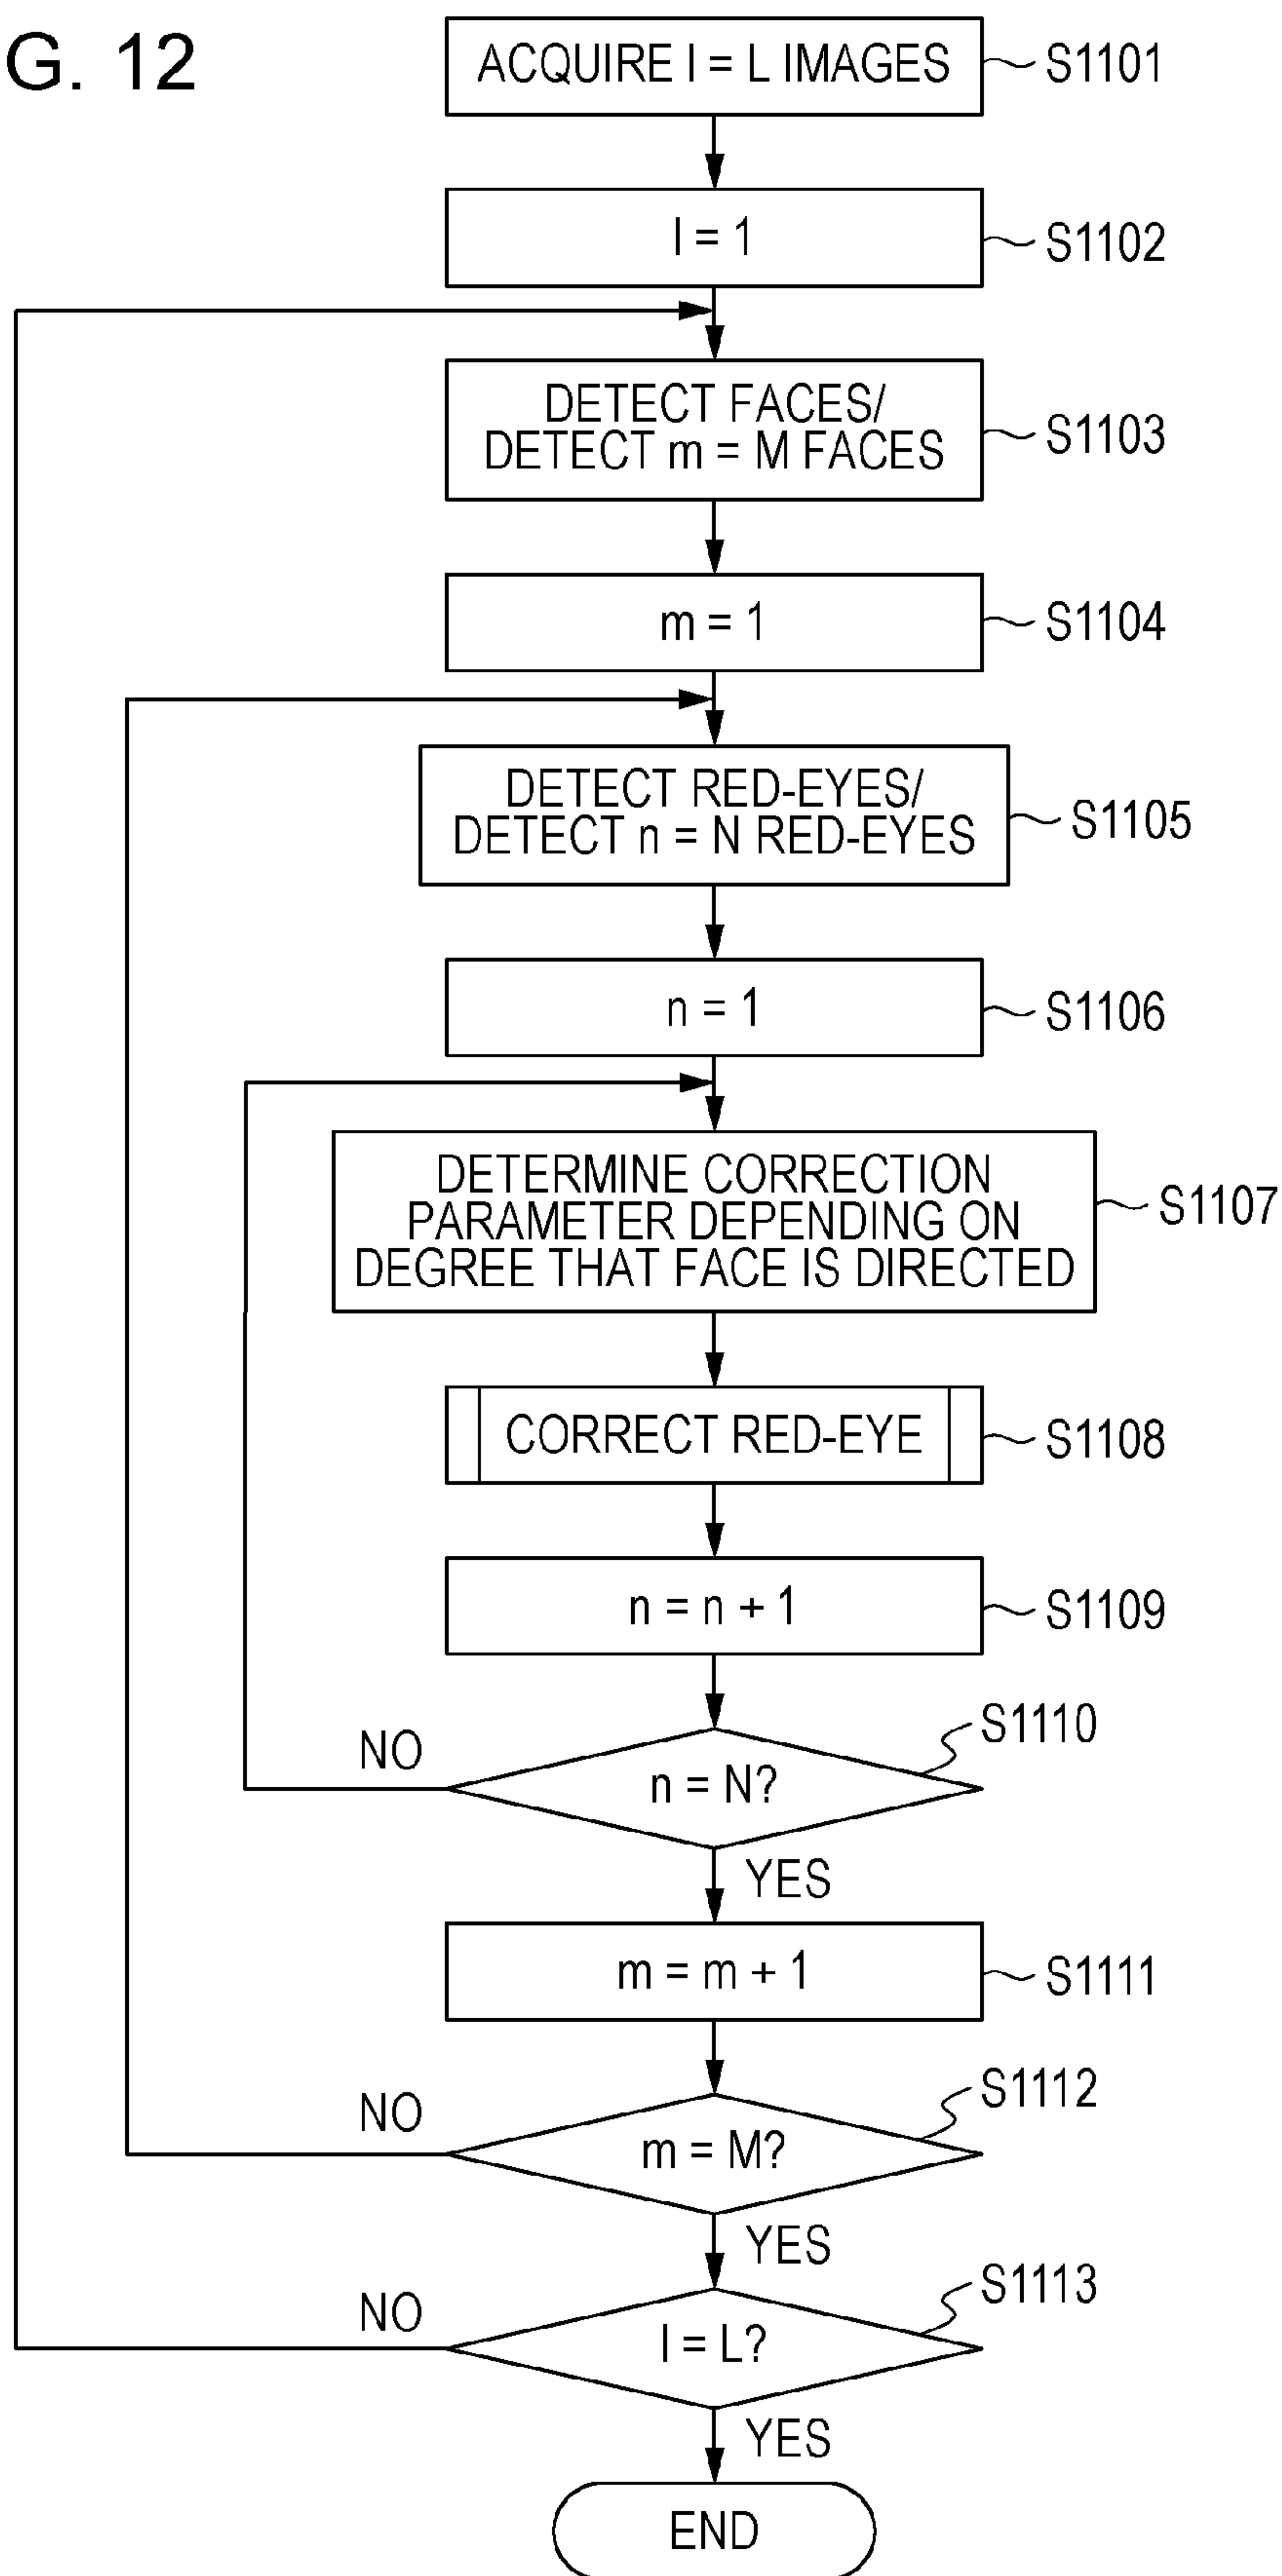 G. 12
ACQUIRE l = L IMAGES
S1101
l = 1
S1102
DETECT FACES/
DETECT m = M FACES
S1103
m = 1
S1104
DETECT RED-EYES/
DETECT n = N RED-EYES
S1105
n = 1
S1106
DETERMINE CORRECTION
PARAMETER DEPENDING ON
DEGREE THAT FACE IS DIRECTED
S1107
CORRECT RED-EYE
S1108
n = n + 1
S1109
S1110
NO
n = N?
YES
m = m + 1
S1111
S1112
NO
m = M?
YES
S1113
NO
l = L?
YES
END